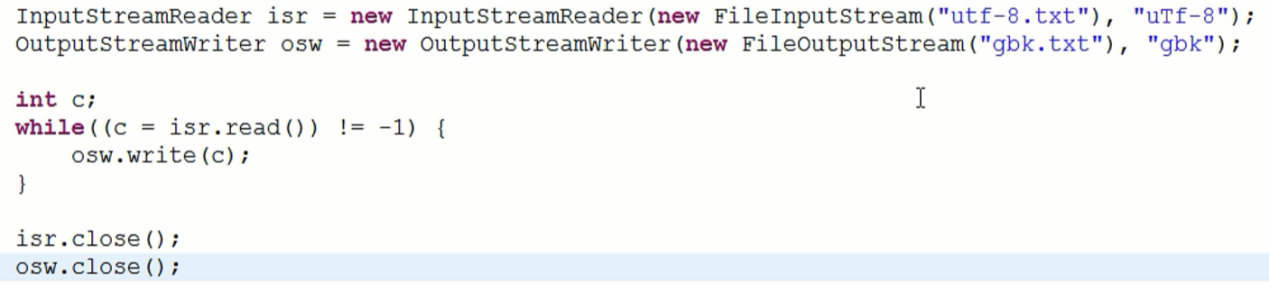 InputStreamReader isr = new InputStreamReader(new FileInputStream("utf-8.txt"), "uTf-8");
OutputStreamWriter osw = new OutputStreamWriter(new FileOutputStream("gbk.txt"), "gbk");
int c;
while((c = isr.read()) != -1) {
    osw.write(c);
}
isr.close();
osw.close();